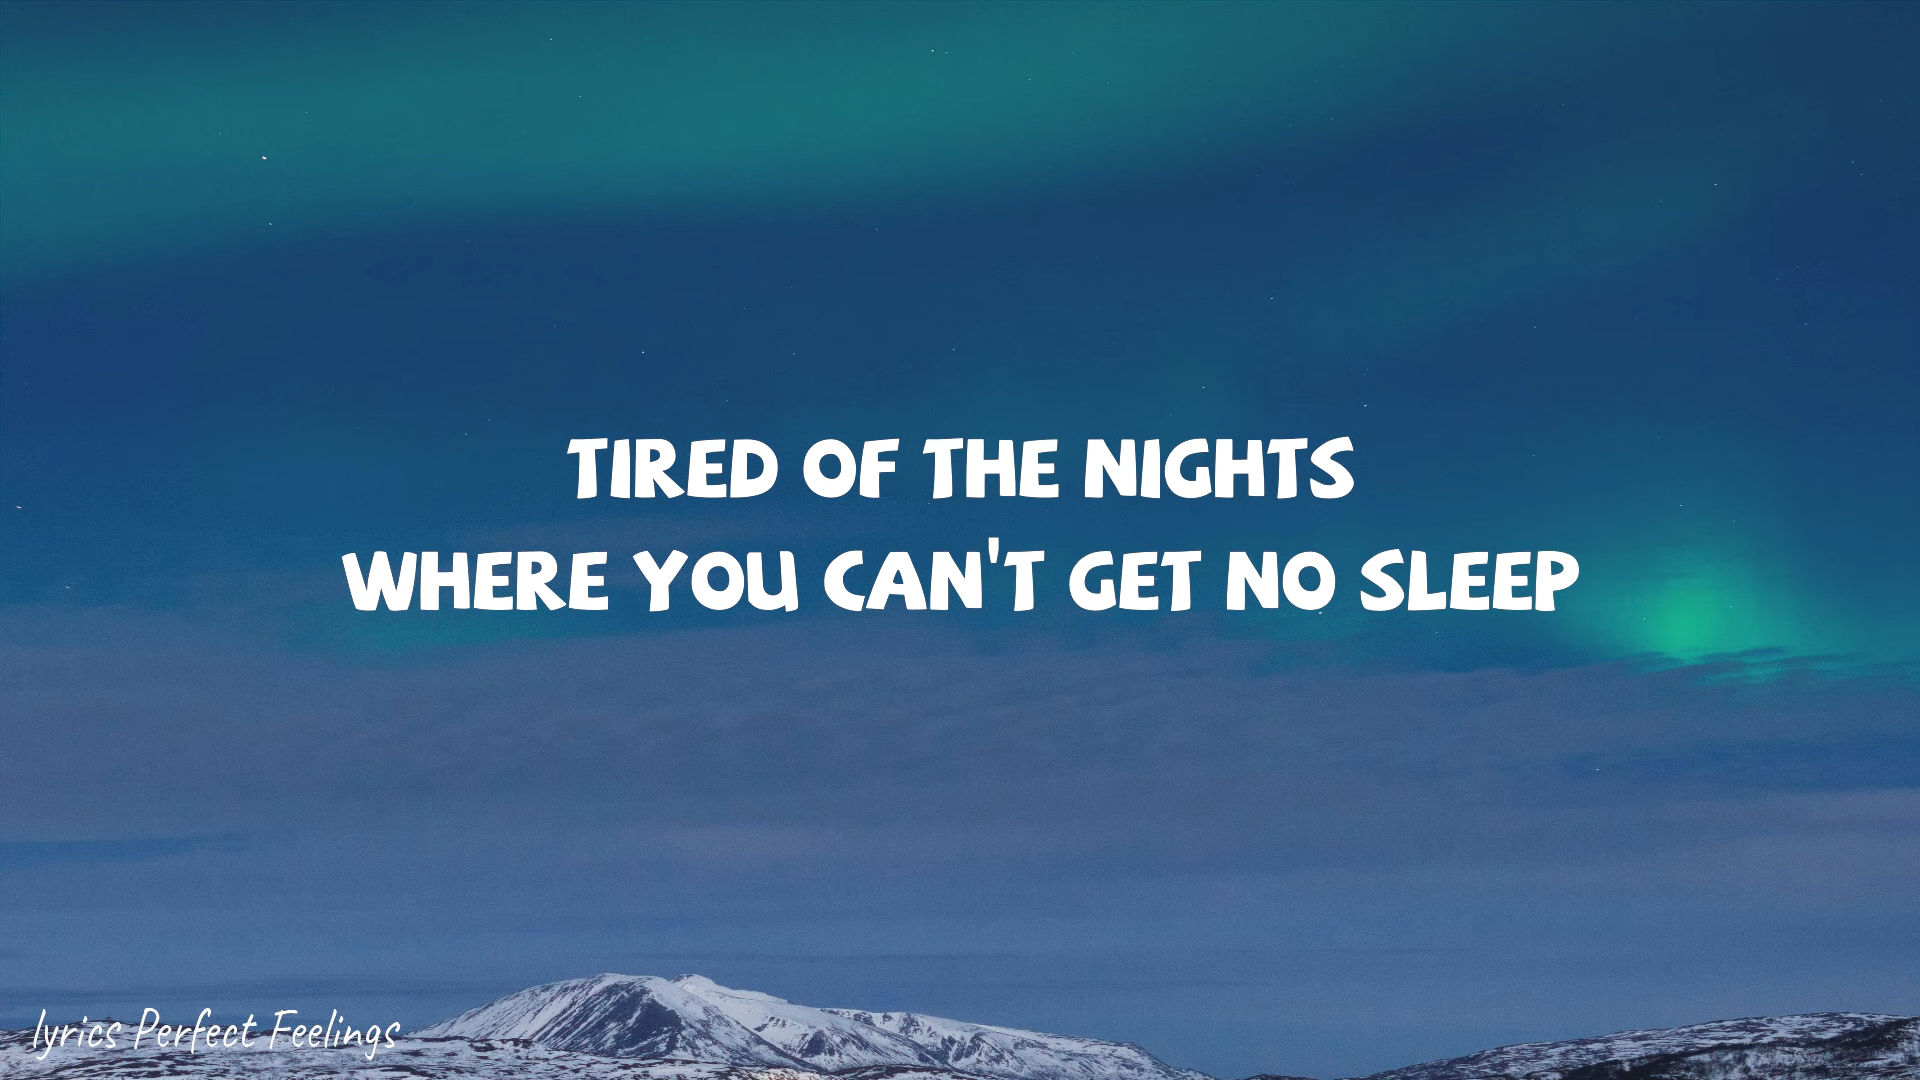 TIRED OF THE NIGHTS
WHERE YOU CAN'T GET NO SLEEP
lyrics Perfect Feelings